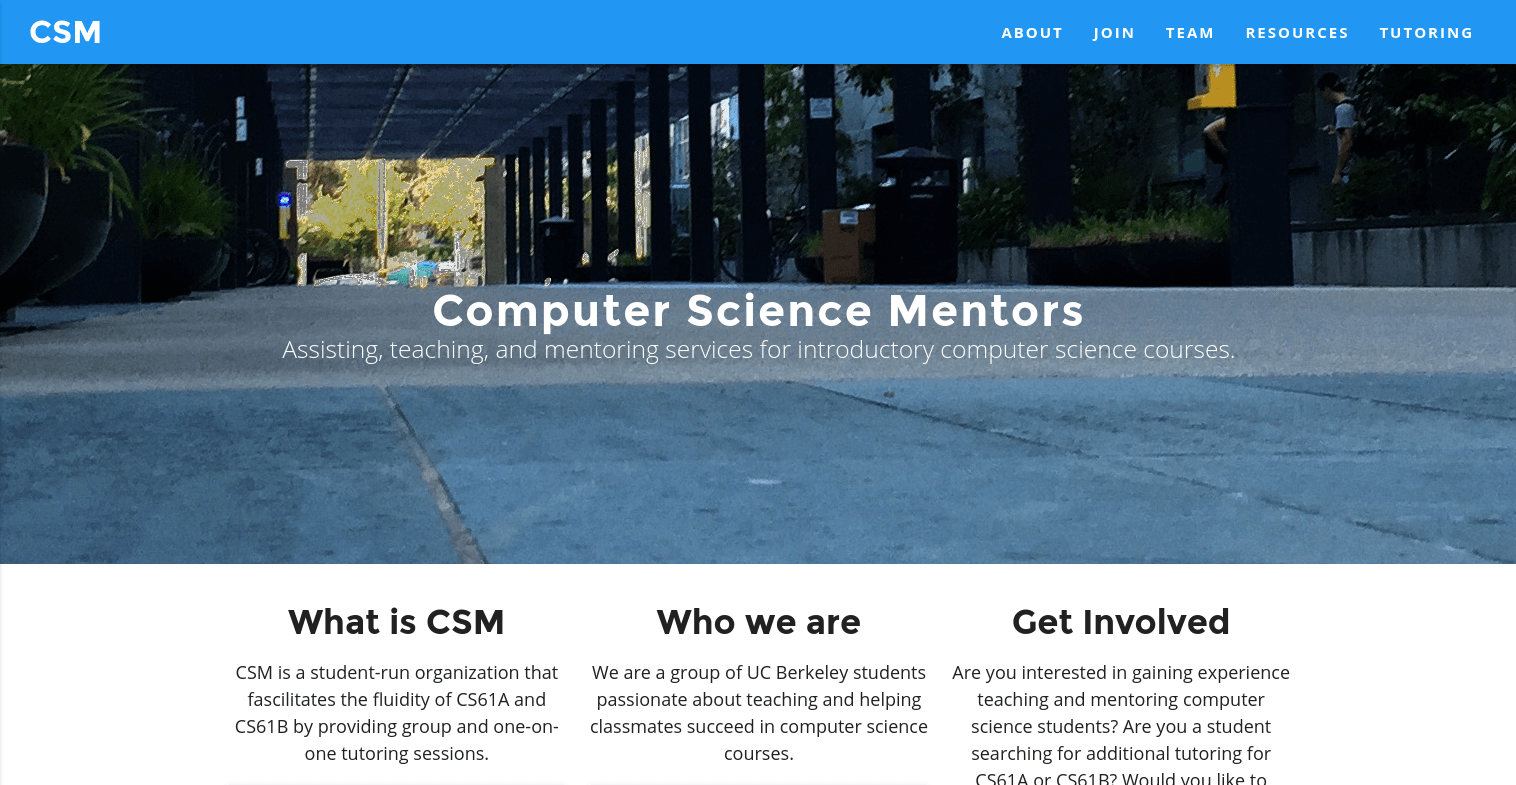 CSM
ABOUT JOIN TEAM RESOURCES TUTORING
Computer Science Mentors
Assisting, teaching, and mentoring services for introductory computer science courses.
What is CSM
CSM is a student-run organization that
fascilitates the fluidity of CS61A and
CS61B by providing group and one-on-
one tutoring sessions.
Who we are
We are a group of UC Berkeley students
passionate about teaching and helping
classmates succeed in computer science
courses.
Get Involved
Are you interested in gaining experience
teaching and mentoring computer
science students? Are you a student
searching for additional tutoring for
CS61A or CS61B? Would you like to